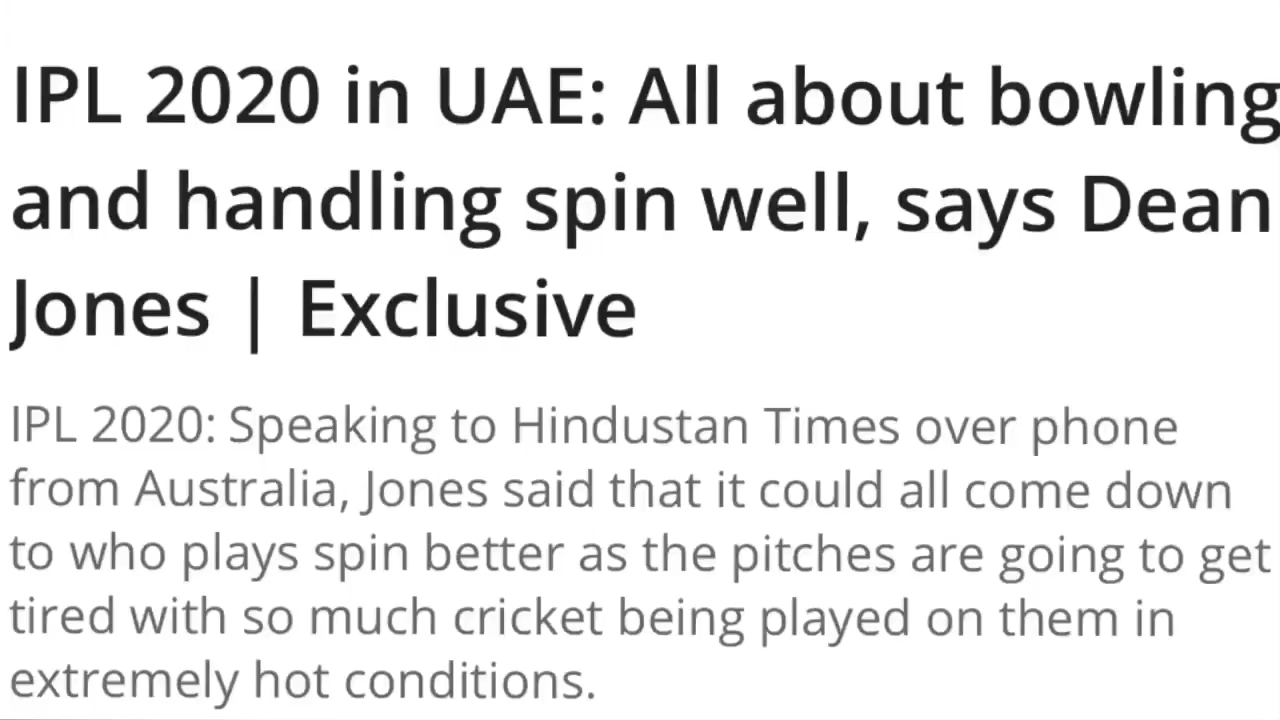 IPL 2020 in UAE: All about bowling
and handling spin well, says Dean
Jones | Exclusive
IPL 2020: Speaking to Hindustan Times over phone
from Australia, Jones said that it could all come down
to who plays spin better as the pitches are going to get
tired with so much cricket being played on them in
extremely hot conditions.